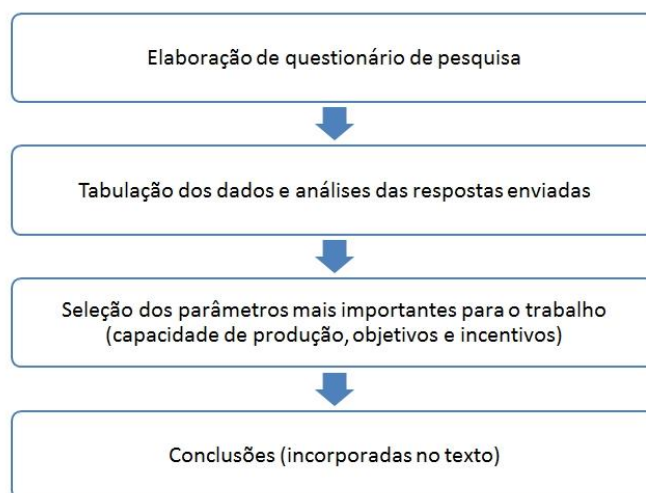 Elaboração de questionário de pesquisa
Tabulação dos dados e análises das respostas enviadas
Seleção dos parâmetros mais importantes para o trabalho
(capacidade de produção, objetivos e incentivos)
Conclusões (incorporadas no texto)